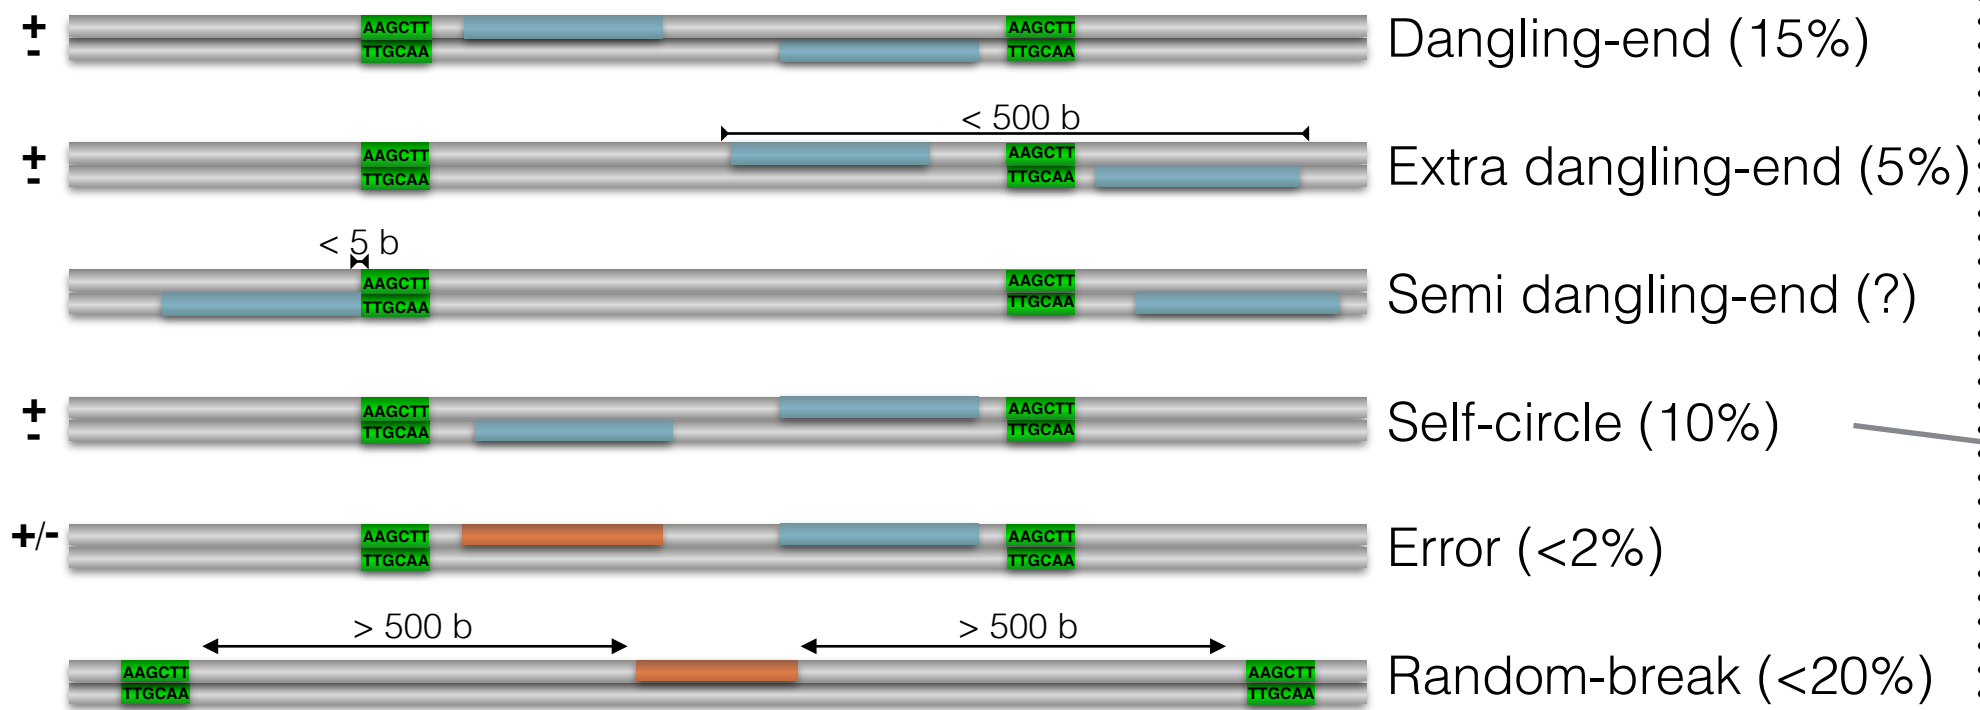 + AAGCTT AAGCTT Dangling-end (15%)
- TTGCAA TTGCAA
< 500 b
+ AAGCTT AAGCTT Extra dangling-end (5%)
- TTGCAA TTGCAA
< 5 b
AAGCTT AAGCTT Semi dangling-end (?)
TTGCAA TTGCAA
+ AAGCTT AAGCTT Self-circle (10%)
- TTGCAA TTGCAA
+/- AAGCTT AAGCTT Error (<2%)
TTGCAA TTGCAA
> 500 b > 500 b
AAGCTT AAGCTT Random-break (<20%)
TTGCAA TTGCAA